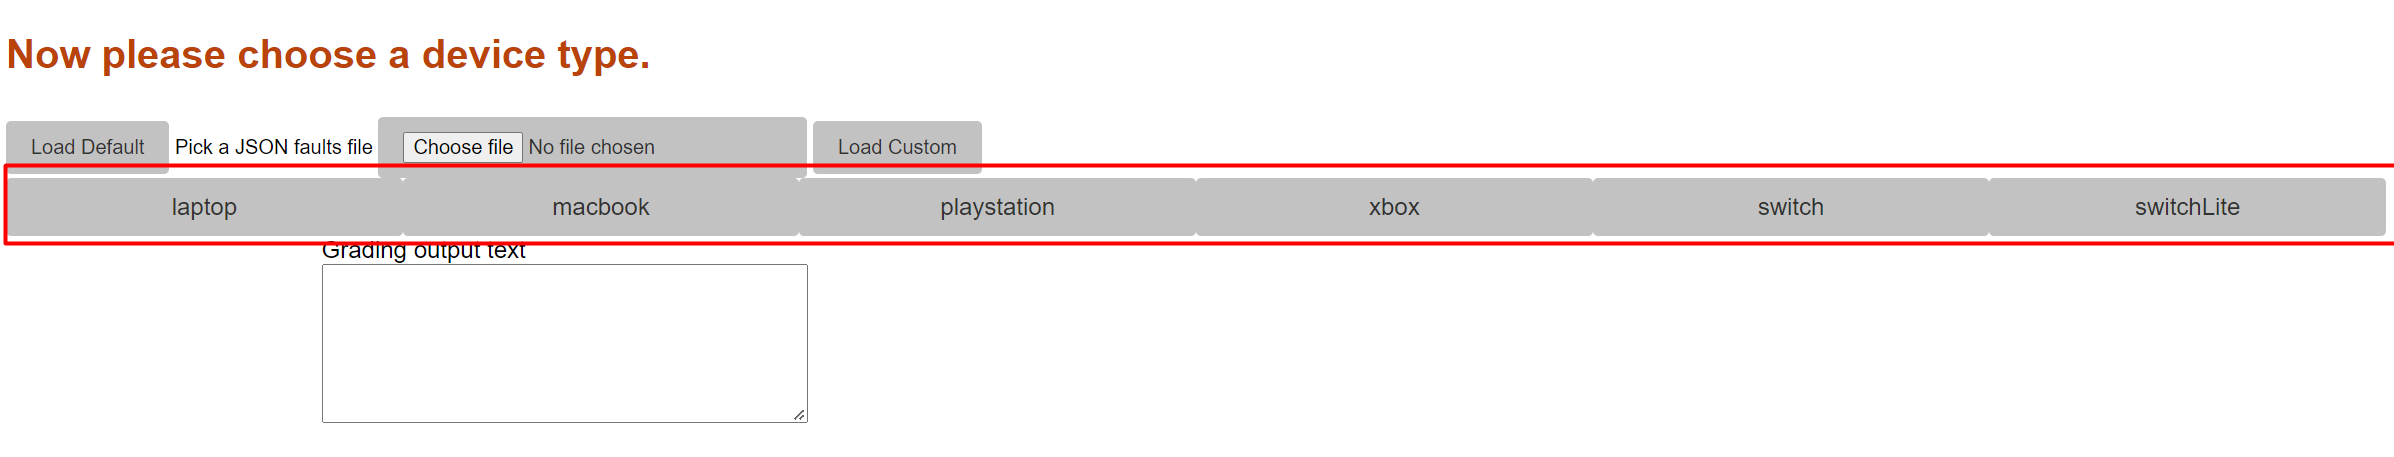 Now please choose a device type.
Load Default Pick a JSON faults file Choose file No file chosen Load Custom
laptop macbook playstation xbox switch switchLite
Grading output text